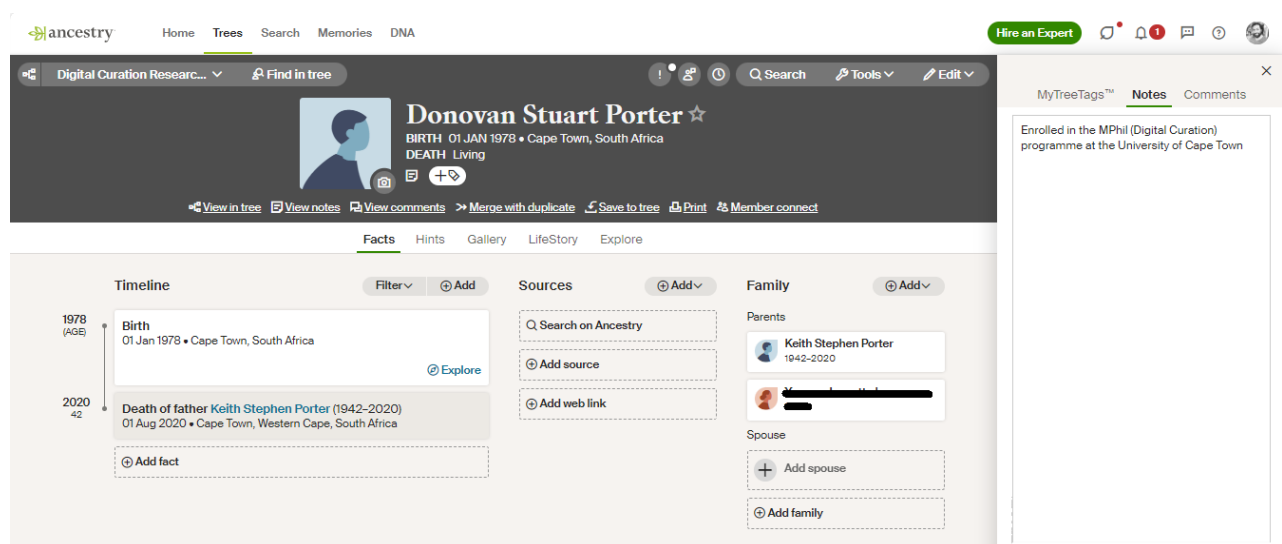 ancestry
Home Trees Search Memories DNA
Hire an Expert
1
Digital Curation Researc...
Find in tree
! Search Tools Edit
Donovan Stuart Porter
BIRTH 01 JAN 1978 • Cape Town, South Africa
DEATH Living
View in tree View notes View comments Merge with duplicate Save to tree Print Member connect
Facts Hints Gallery LifeStory Explore
Timeline
Filter Add
1978
(AGE)
Birth
01 Jan 1978 • Cape Town, South Africa
Explore
2020
42
Death of father Keith Stephen Porter (1942–2020)
01 Aug 2020 • Cape Town, Western Cape, South Africa
Add fact
Sources
Add
Search on Ancestry
Add source
Add web link
Family
Add
Parents
Keith Stephen Porter
1942–2020
Spouse
Add spouse
Add family
MyTreeTags™ Notes Comments
Enrolled in the MPhil (Digital Curation)
programme at the University of Cape Town